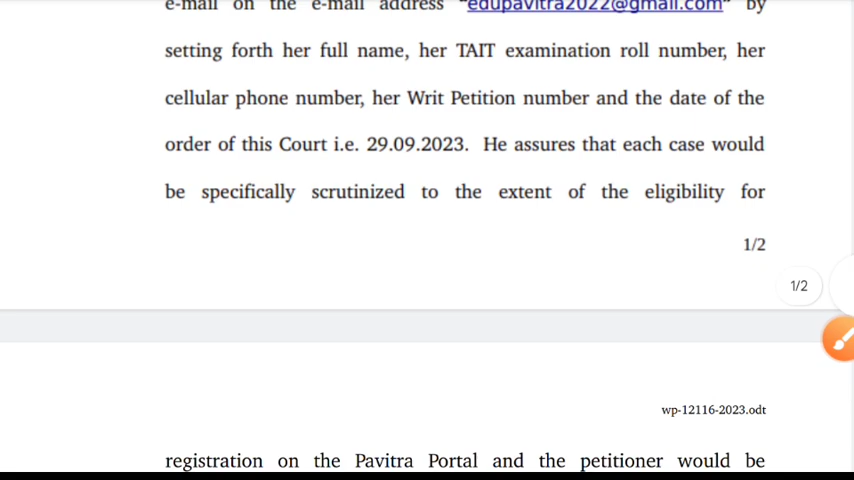 e-mail on the e-mail address "edupavitra2022@gmail.com" by
setting forth her full name, her TAIT examination roll number, her
cellular phone number, her Writ Petition number and the date of the
order of this Court i.e. 29.09.2023. He assures that each case would
be specifically scrutinized to the extent of the eligibility for
1/2
1/2
wp-12116-2023.odt
registration on the Pavitra Portal and the petitioner would be